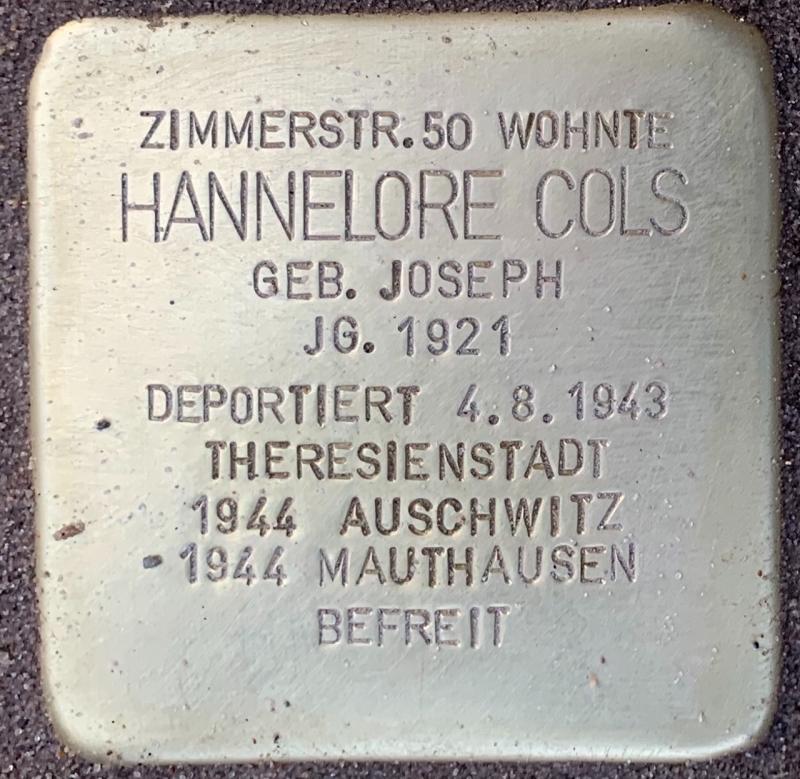 ZIMMERSTR.50 WOHNTE
HANNELORE COLS
GEB. JOSEPH
JG. 1921
DEPORTIERT 4.8.1943
THERESIENSTADT
1944 AUSCHWITZ
1944 MAUTHAUSEN
BEFREIT